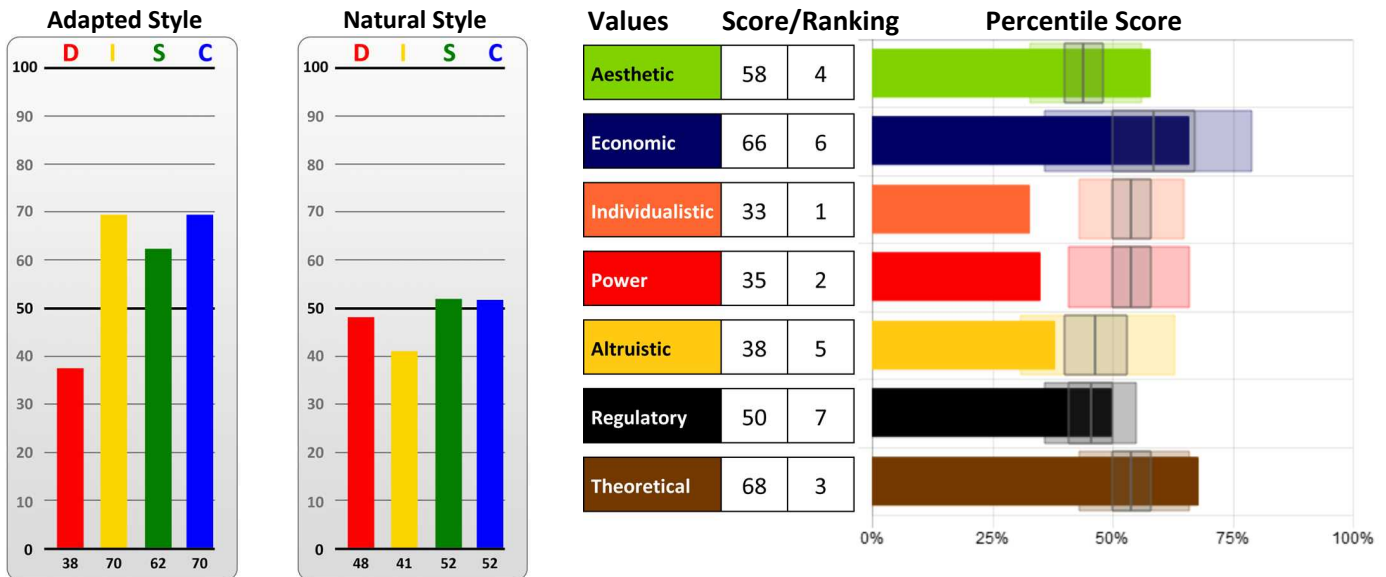 Adapted Style
D I S C
100
90
80
70
60
50
40
30
20
10
0
38 70 62 70
Natural Style
D I S C
100
90
80
70
60
50
40
30
20
10
0
48 41 52 52
Values Score/Ranking Percentile Score
Aesthetic 58 4
Economic 66 6
Individualistic 33 1
Power 35 2
Altruistic 38 5
Regulatory 50 7
Theoretical 68 3
0% 25% 50% 75% 100%